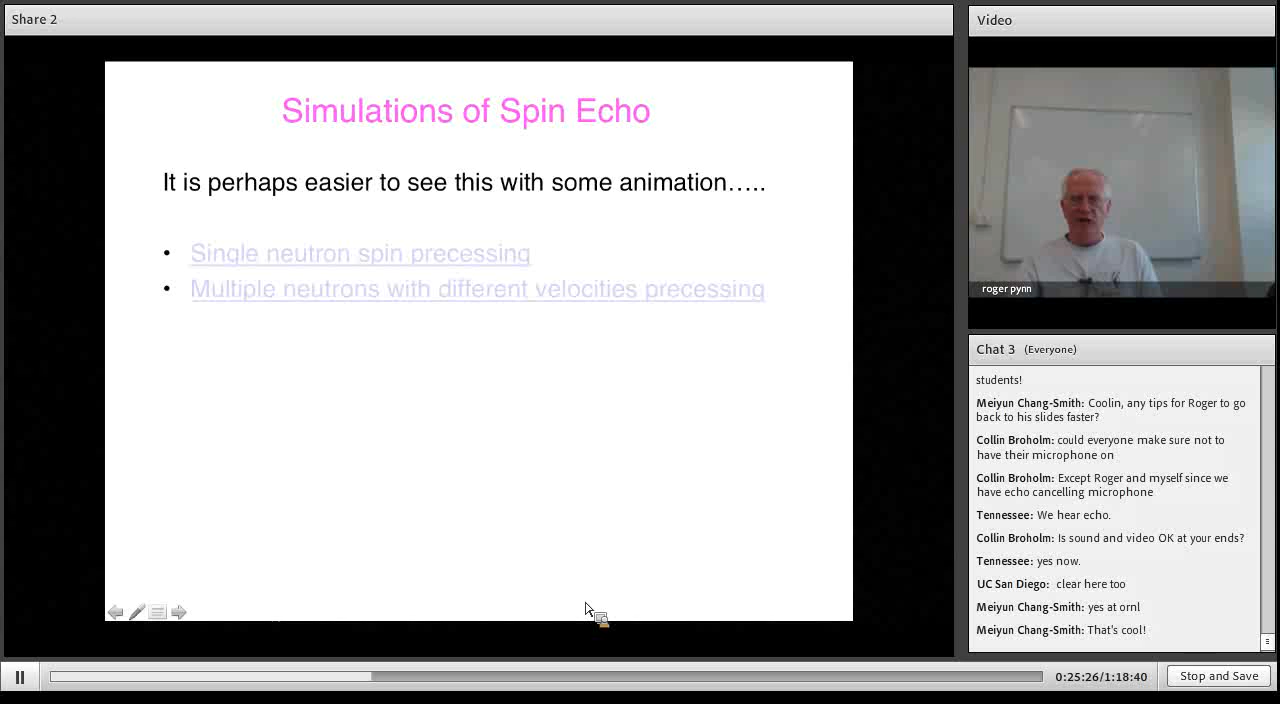 Share 2
Simulations of Spin Echo
It is perhaps easier to see this with some animation…..
• Single neutron spin precessing
• Multiple neutrons with different velocities precessing
Video
roger pynn
Chat 3 (Everyone)
students!
Meiyun Chang-Smith: Coolin, any tips for Roger to go
back to his slides faster?
Collin Broholm: could everyone make sure not to
have their microphone on
Collin Broholm: Except Roger and myself since we
have echo cancelling microphone
Tennessee: We hear echo.
Collin Broholm: Is sound and video OK at your ends?
Tennessee: yes now.
UC San Diego: clear here too
Meiyun Chang-Smith: yes at ornl
Meiyun Chang-Smith: That's cool!
0:25:26/1:18:40
Stop and Save